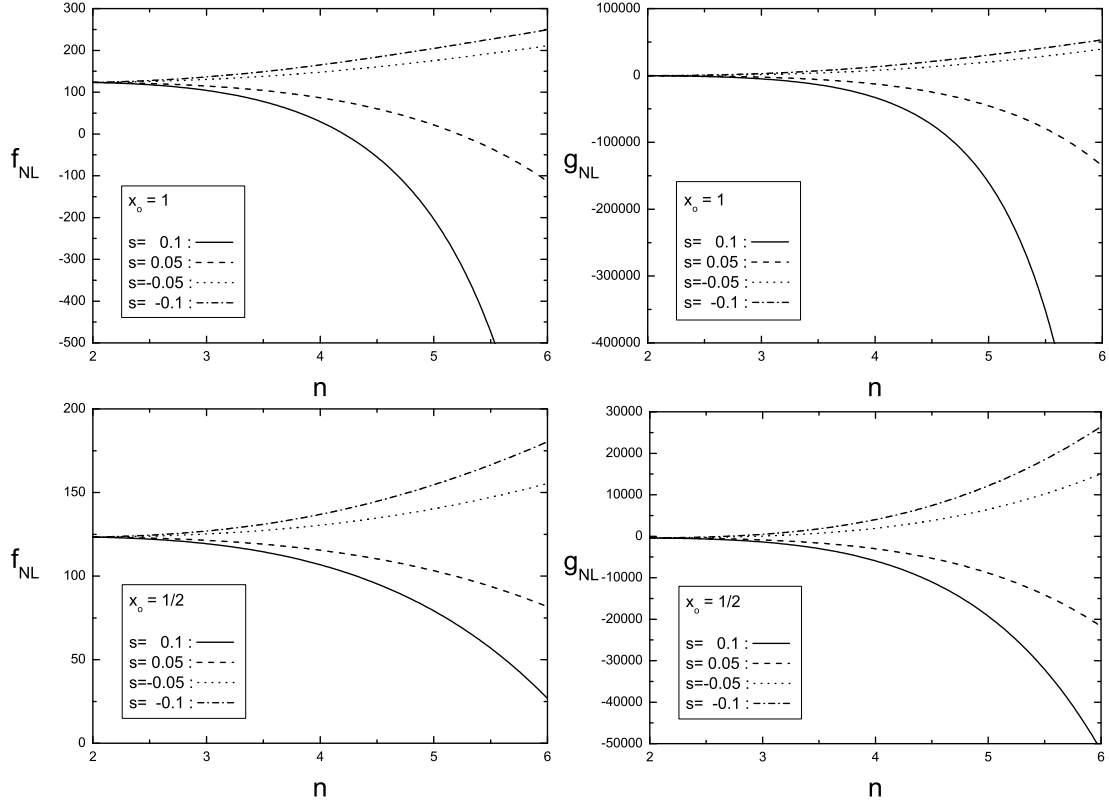 300
200
100
0
-100
-200
-300
-400
-500
f_NL
x_o = 1
s= 0.1 :
s= 0.05 :
s=-0.05 :
s= -0.1 :
2 3 4 5 6
n
100000
0
-100000
-200000
-300000
-400000
g_NL
x_o = 1
s= 0.1 :
s= 0.05 :
s=-0.05 :
s= -0.1 :
2 3 4 5 6
n
200
150
100
50
0
f_NL
x_o = 1/2
s= 0.1 :
s= 0.05 :
s=-0.05 :
s= -0.1 :
2 3 4 5 6
n
30000
20000
10000
0
-10000
-20000
-30000
-40000
-50000
g_NL
x_o = 1/2
s= 0.1 :
s= 0.05 :
s=-0.05 :
s= -0.1 :
2 3 4 5 6
n